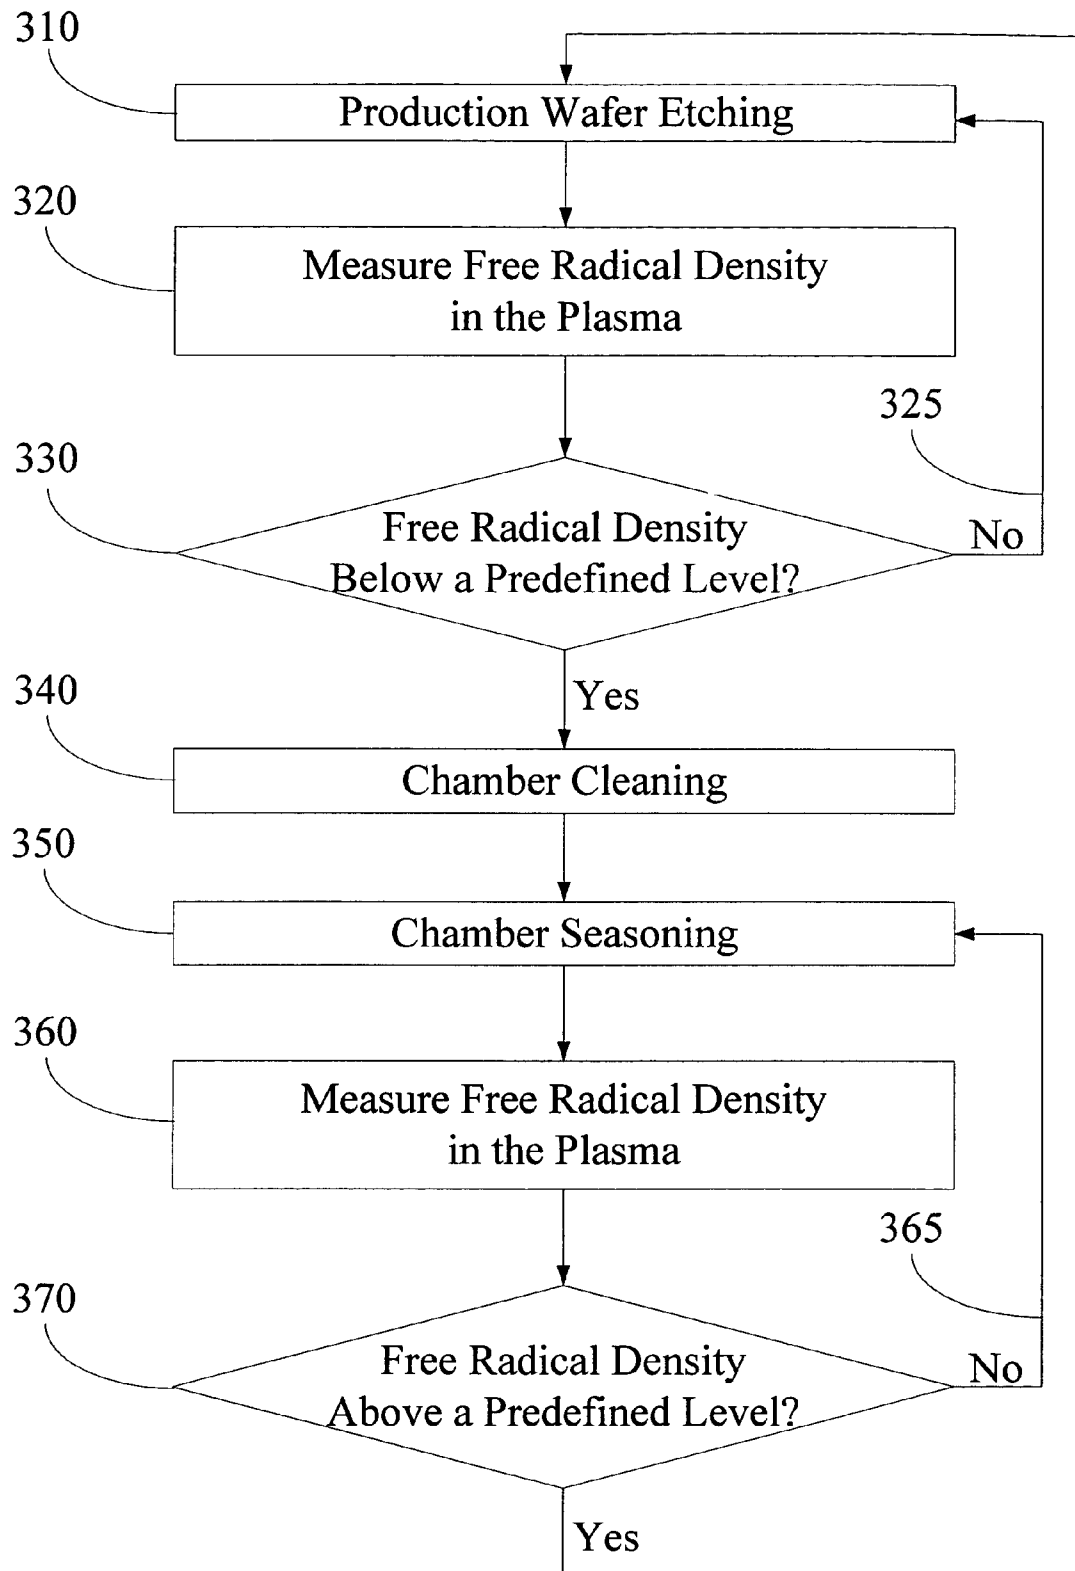 310
Production Wafer Etching
320
Measure Free Radical Density
in the Plasma
325
330
Free Radical Density
Below a Predefined Level?
No
Yes
340
Chamber Cleaning
350
Chamber Seasoning
360
Measure Free Radical Density
in the Plasma
365
370
Free Radical Density
Above a Predefined Level?
No
Yes